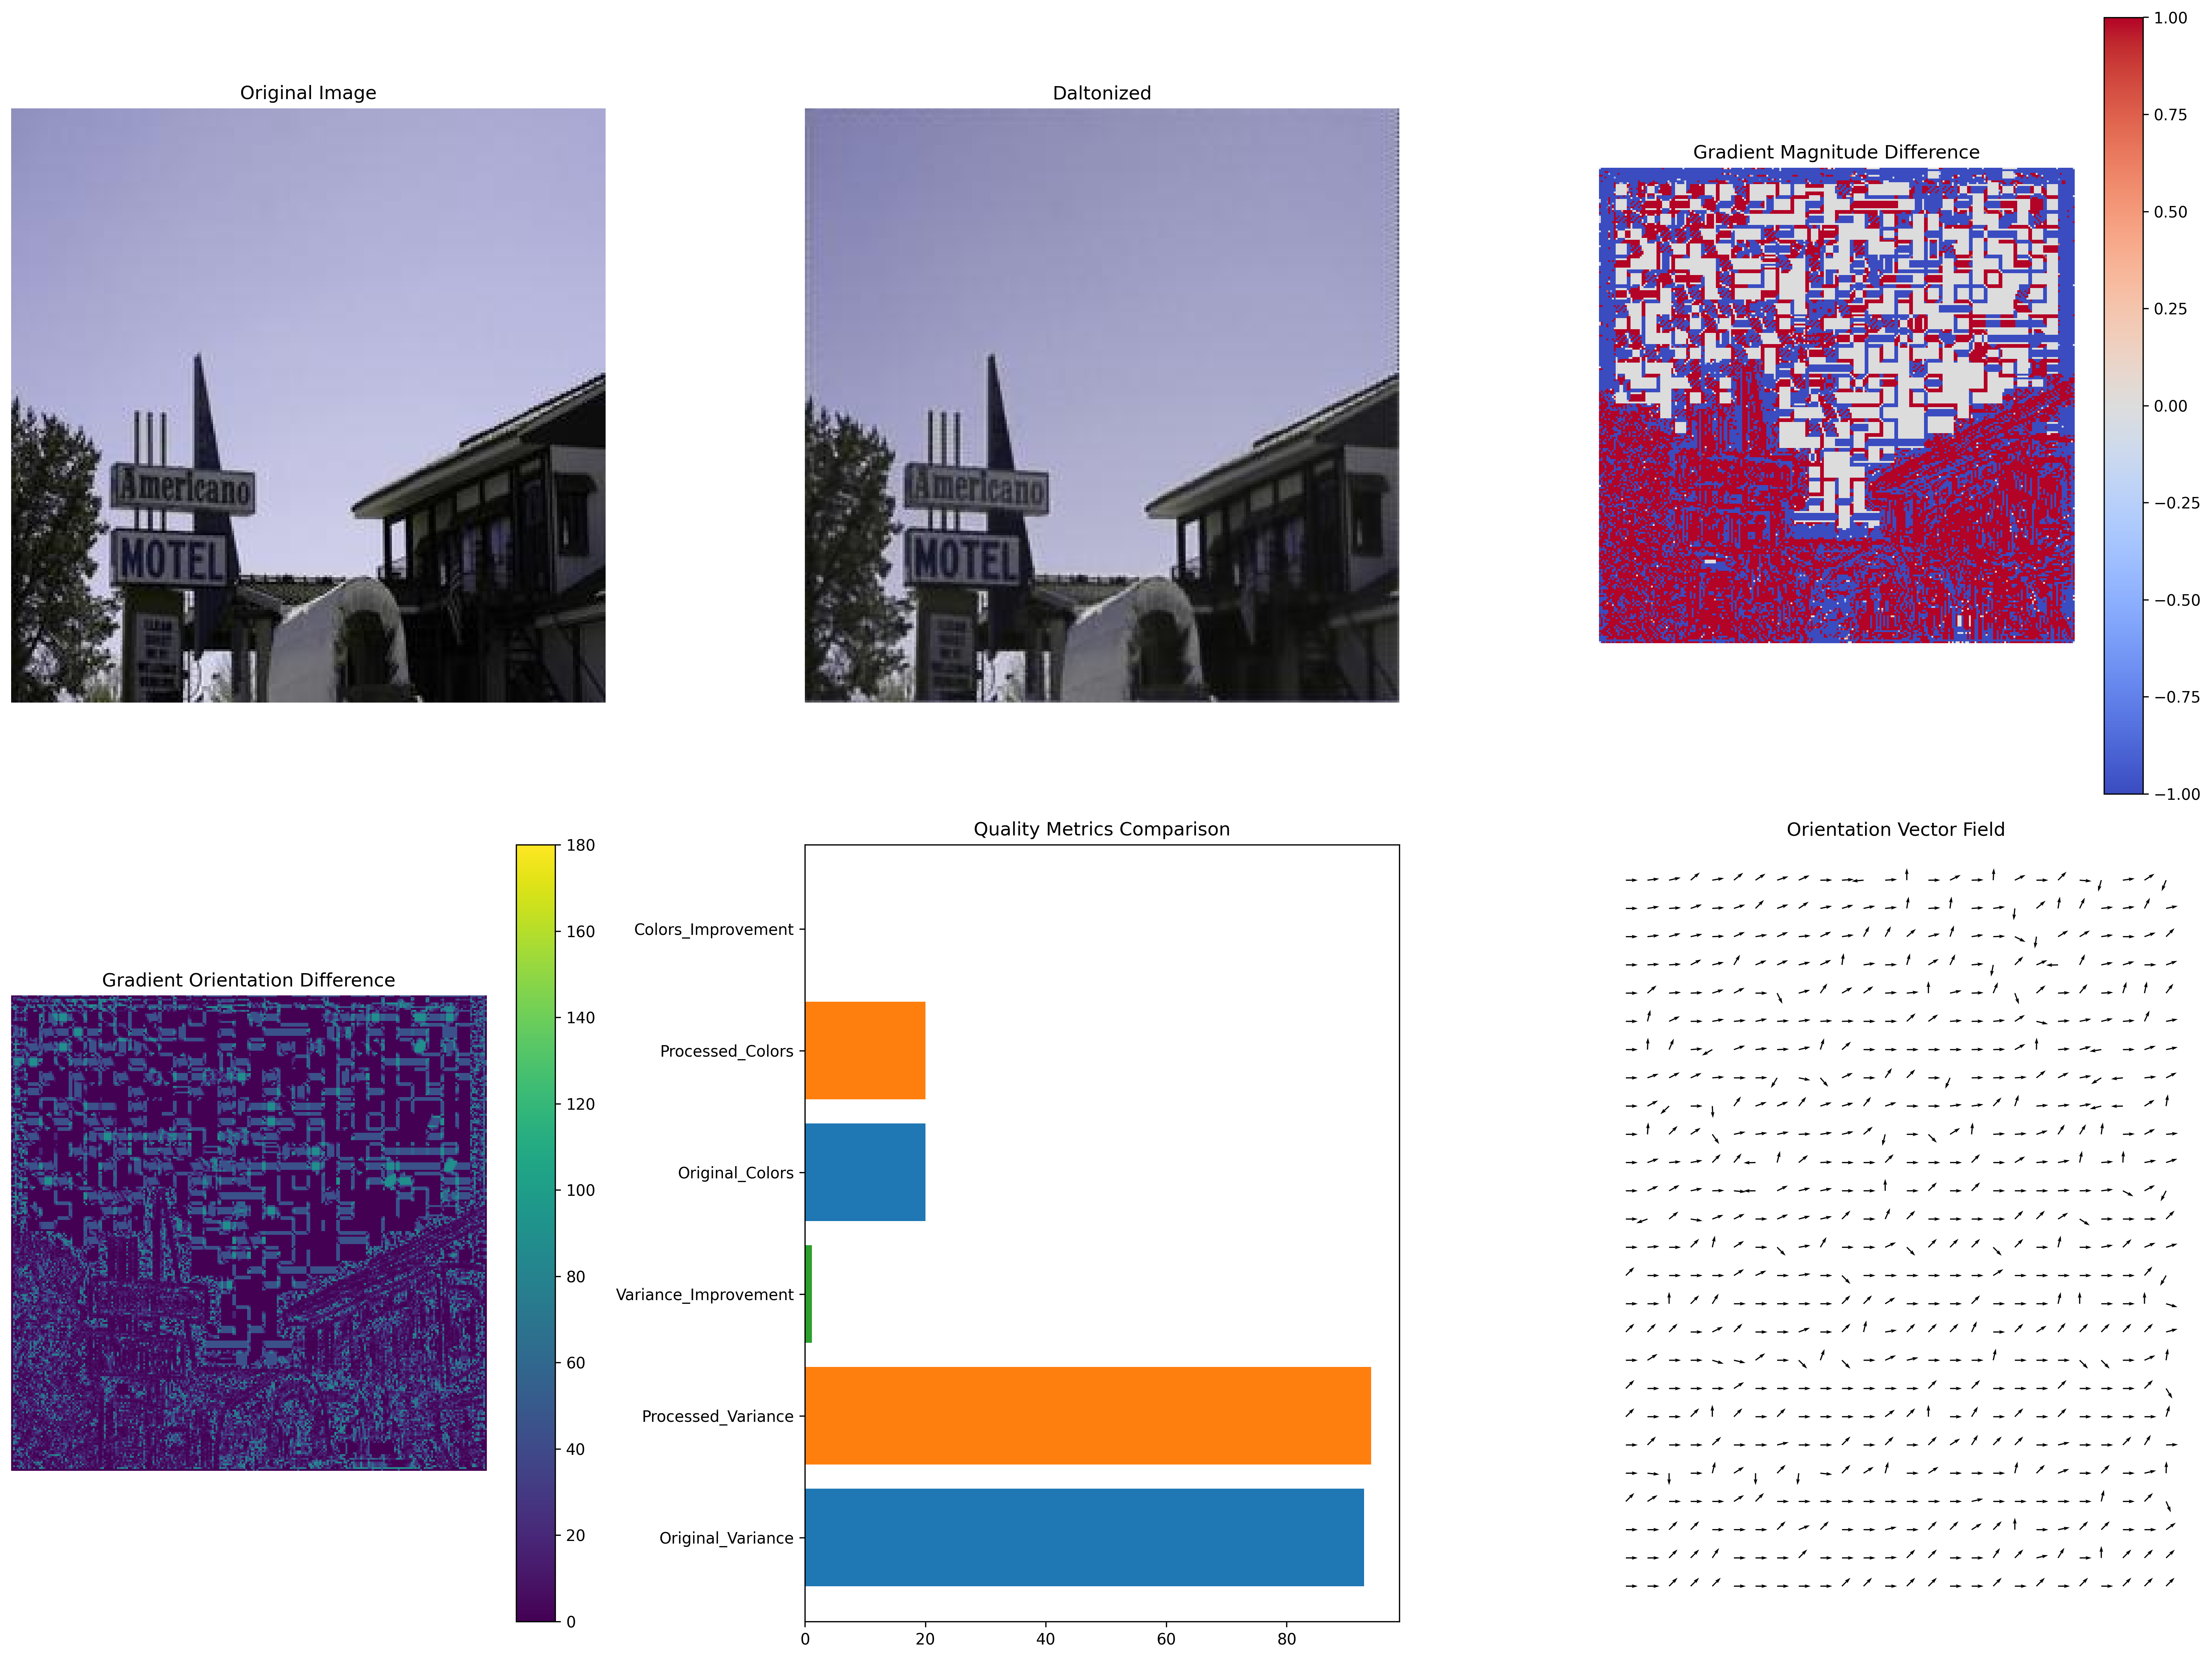 Original Image
Daltonized
Gradient Magnitude Difference
1.00
0.75
0.50
0.25
0.00
−0.25
−0.50
−0.75
−1.00
Americano
MOTEL
Americano
MOTEL
Gradient Orientation Difference
180
160
140
120
100
80
60
40
20
0
Quality Metrics Comparison
Colors_Improvement
Processed_Colors
Original_Colors
Variance_Improvement
Processed_Variance
Original_Variance
0 20 40 60 80
Orientation Vector Field